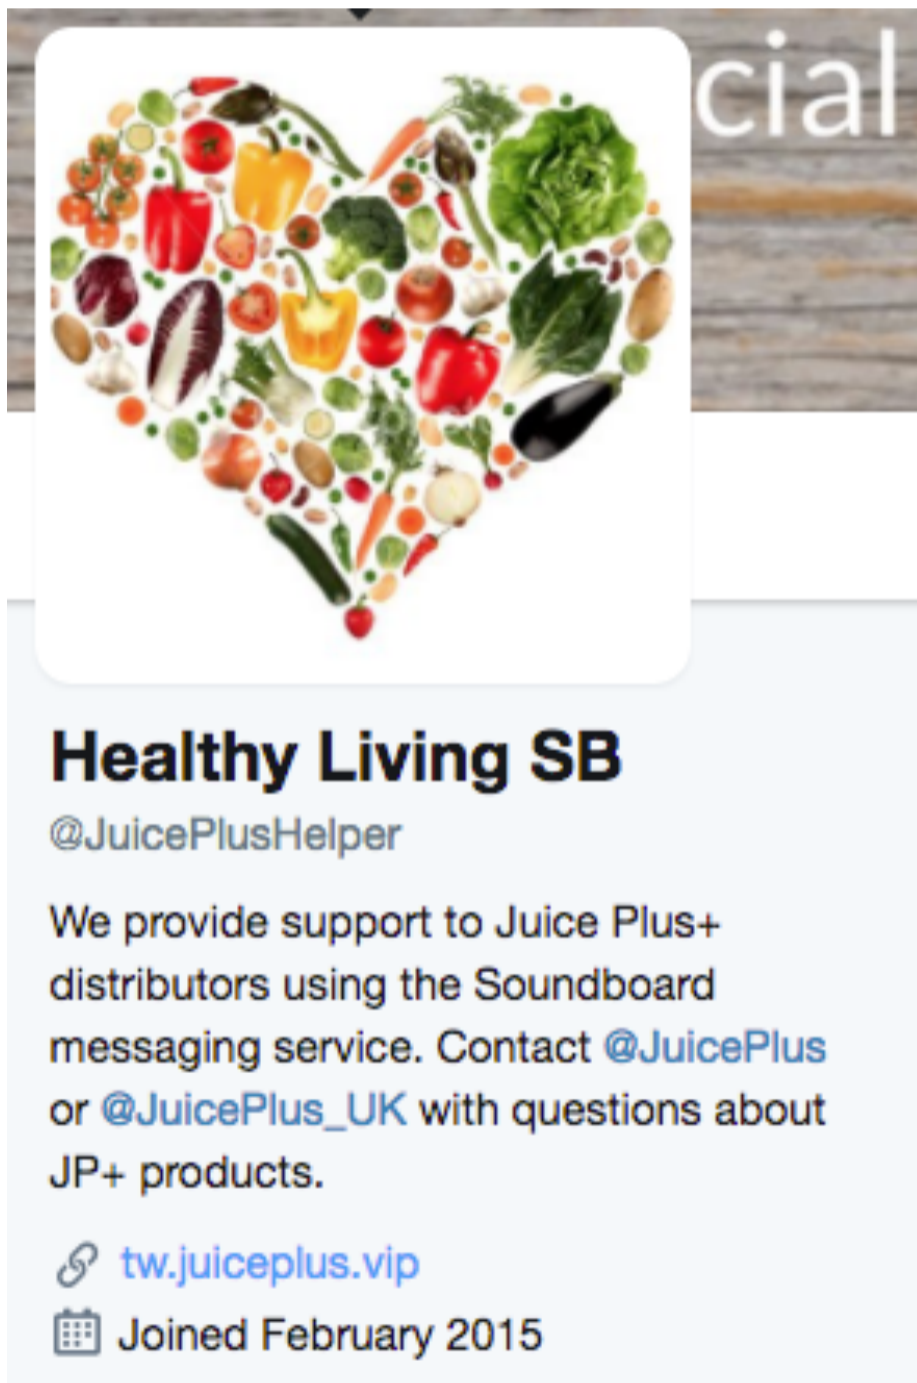 cial
Healthy Living SB
@JuicePlusHelper
We provide support to Juice Plus+
distributors using the Soundboard
messaging service. Contact @JuicePlus
or @JuicePlus_UK with questions about
JP+ products.
tw.juiceplus.vip
Joined February 2015